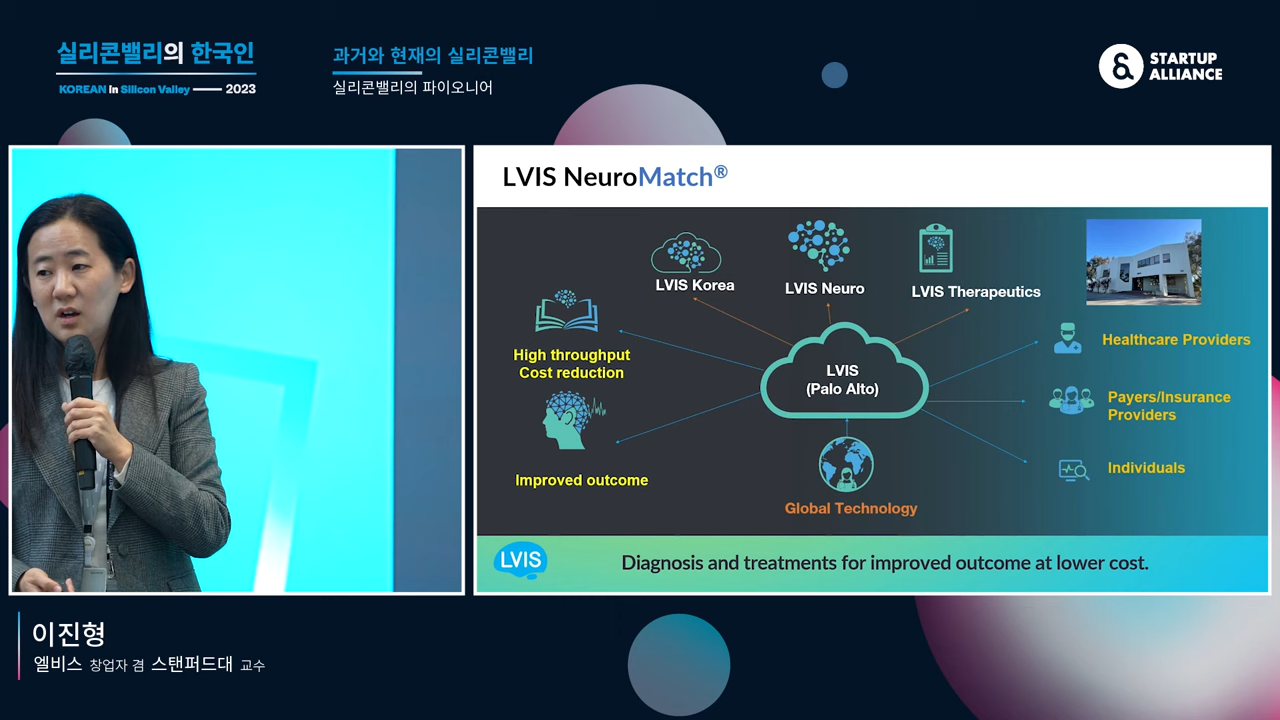 실리콘밸리의 한국인
KOREAN in Silicon Valley 2023
과거와 현재의 실리콘밸리
실리콘밸리의 파이오니어
STARTUP
ALLIANCE
LVIS NeuroMatch®
LVIS Korea
LVIS Neuro
LVIS Therapeutics
High throughput
Cost reduction
LVIS
(Palo Alto)
Healthcare Providers
Payers/Insurance
Providers
Improved outcome
Individuals
Global Technology
LVIS
Diagnosis and treatments for improved outcome at lower cost.
이진형
엘비스 창업자 겸 스탠퍼드대 교수